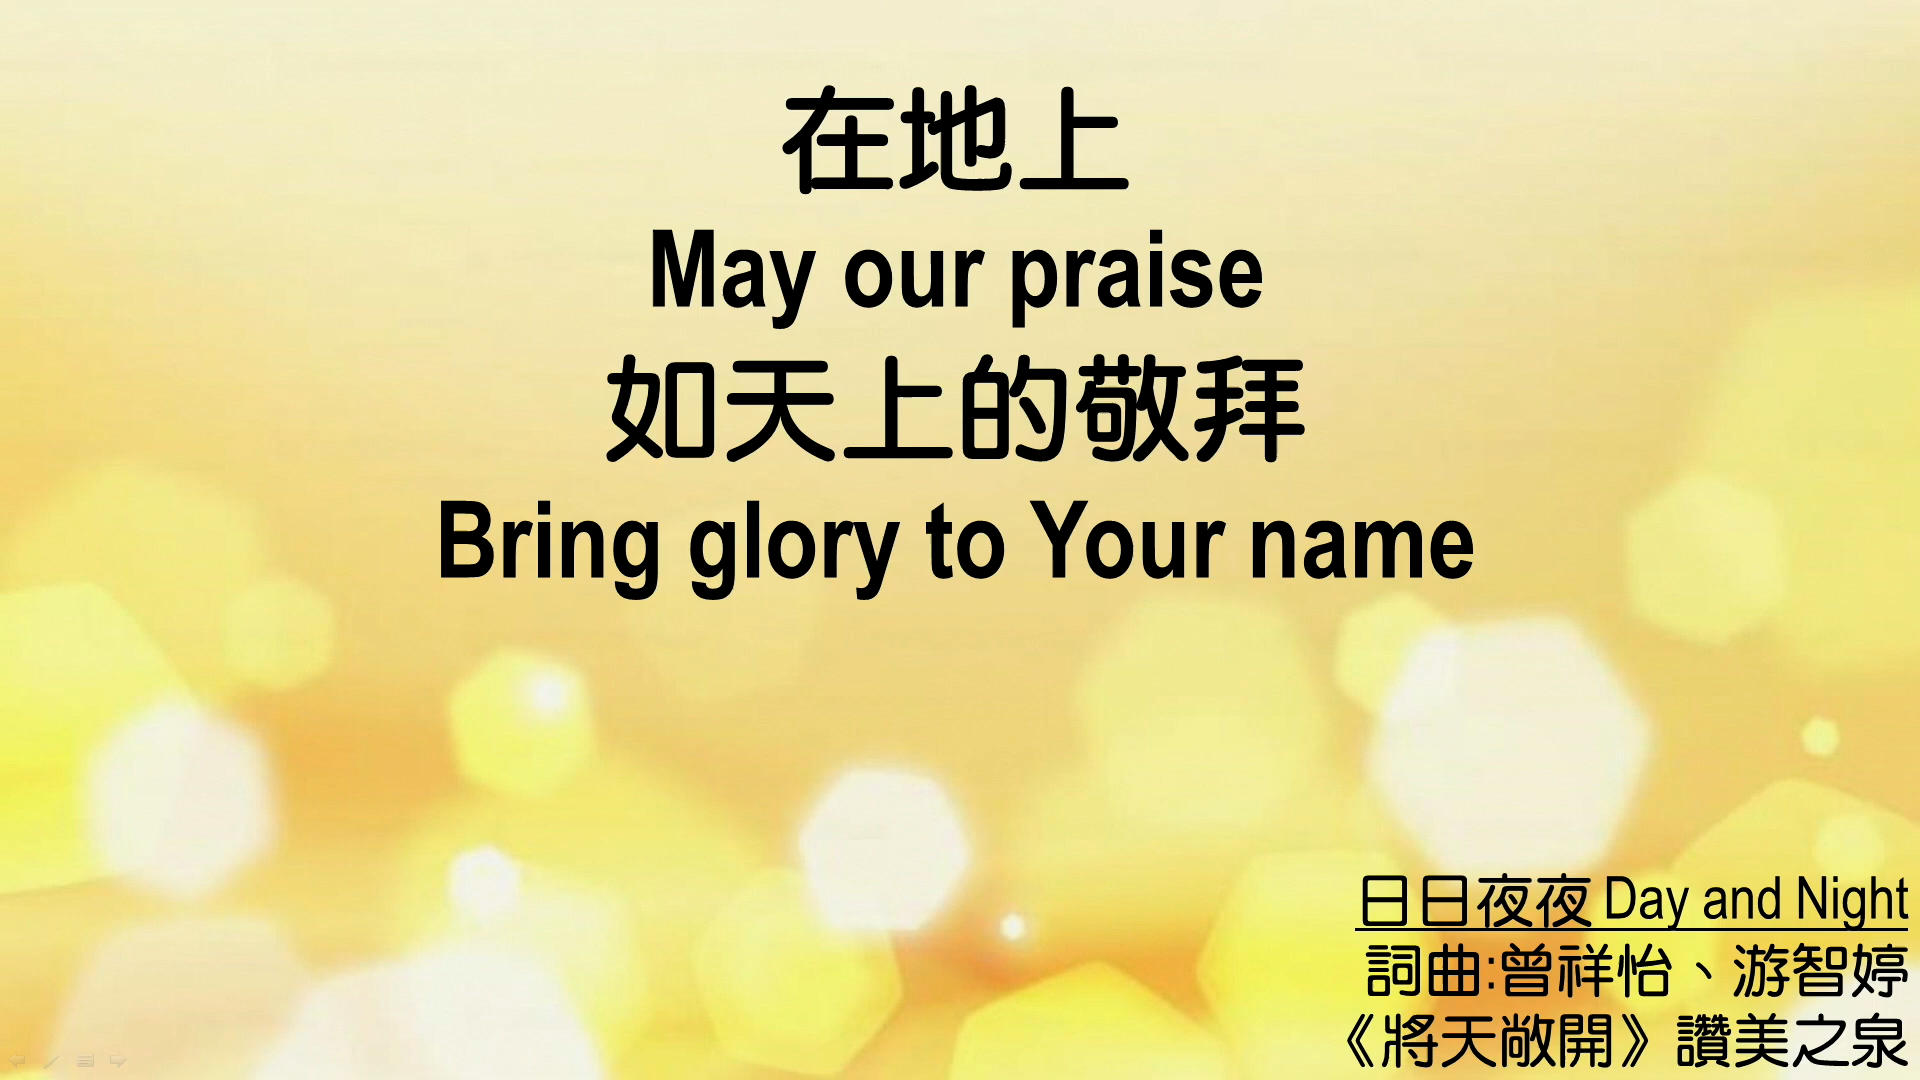 在地上
May our praise
如天上的敬拜
Bring glory to Your name
日日夜夜 Day and Night
詞曲:曾祥怡、游智婷
《將天敞開》讚美之泉